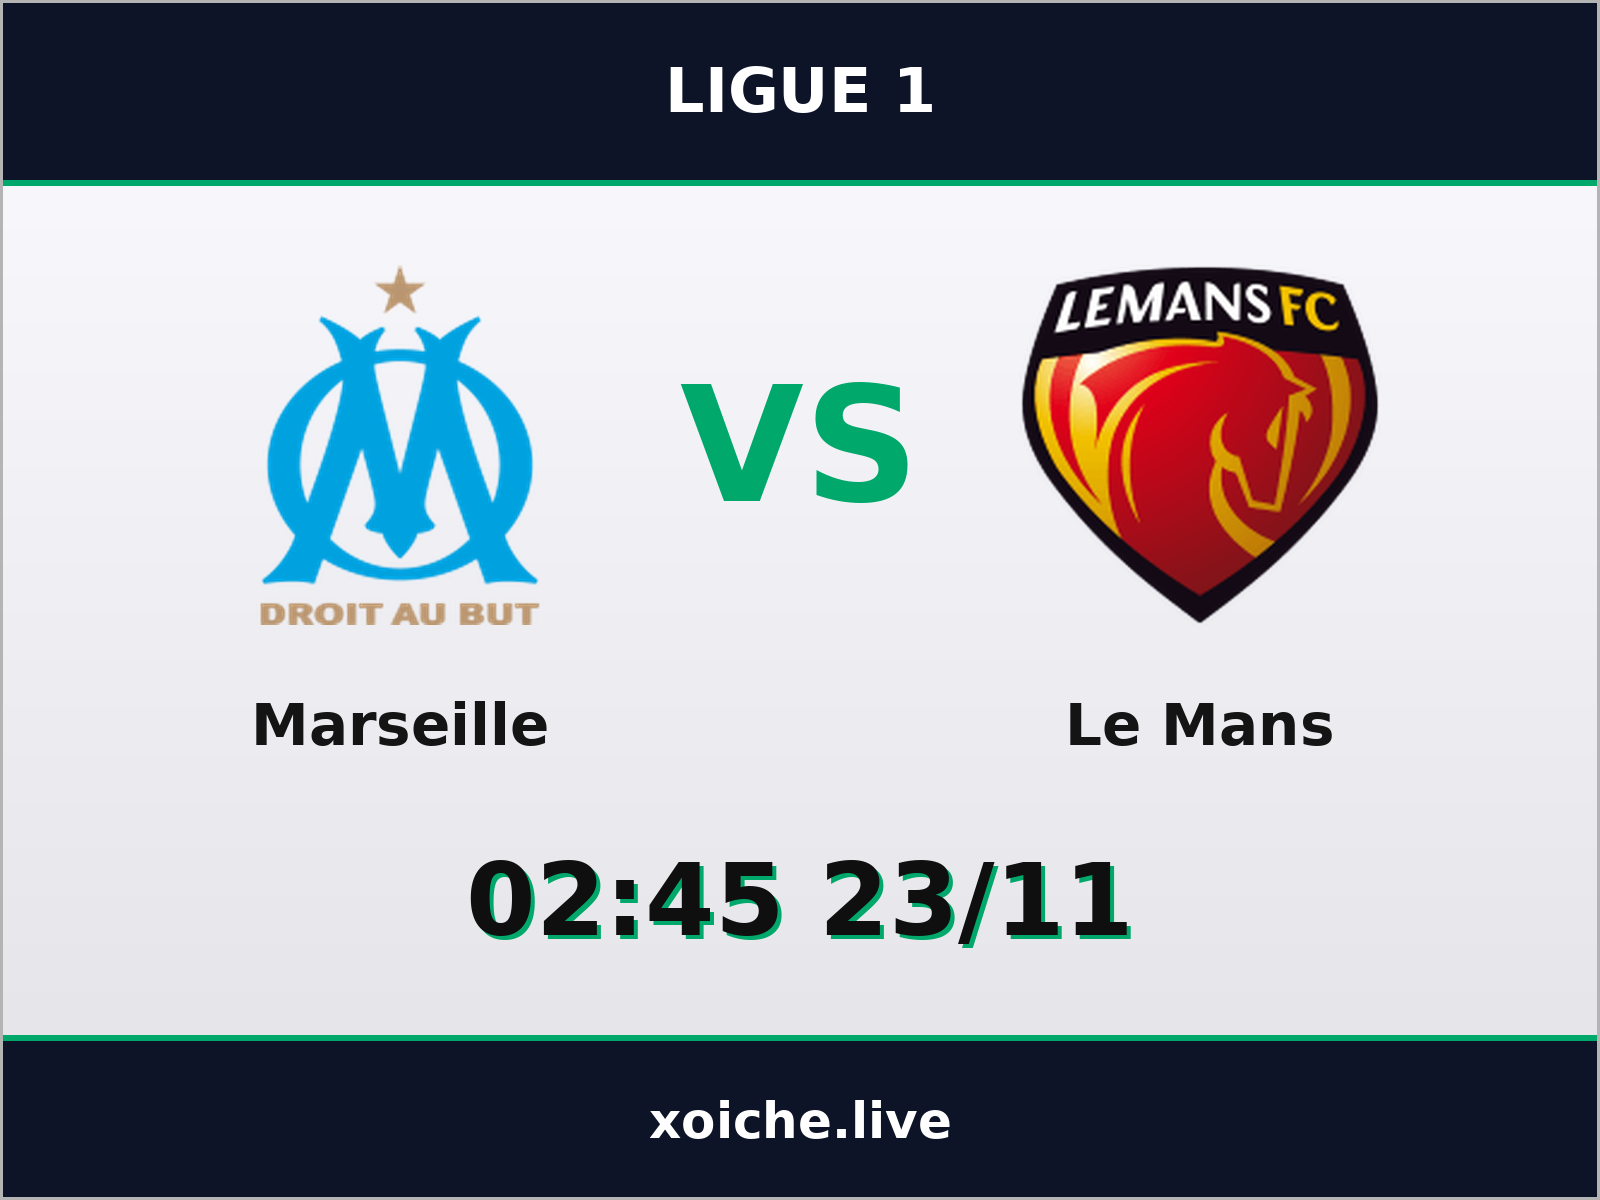 LIGUE 1
LEMANS FC
VS
DROIT AU BUT
Marseille
Le Mans
02:45 23/11
xoiche.live